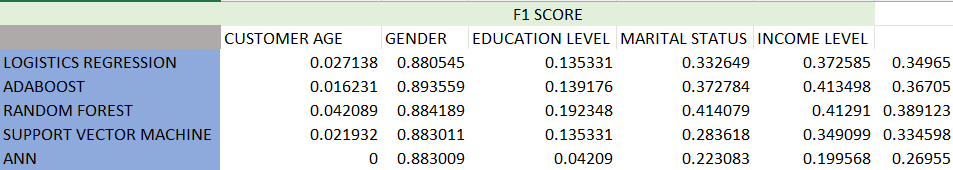 F1 SCORE
CUSTOMER AGE GENDER EDUCATION LEVEL MARITAL STATUS INCOME LEVEL
LOGISTICS REGRESSION 0.027138 0.880545 0.135331 0.332649 0.372585 0.34965
ADABOOST 0.016231 0.893559 0.139176 0.372784 0.413498 0.36705
RANDOM FOREST 0.042089 0.884189 0.192348 0.414079 0.41291 0.389123
SUPPORT VECTOR MACHINE 0.021932 0.883011 0.135331 0.283618 0.349099 0.334598
ANN 0 0.883009 0.04209 0.223083 0.199568 0.26955